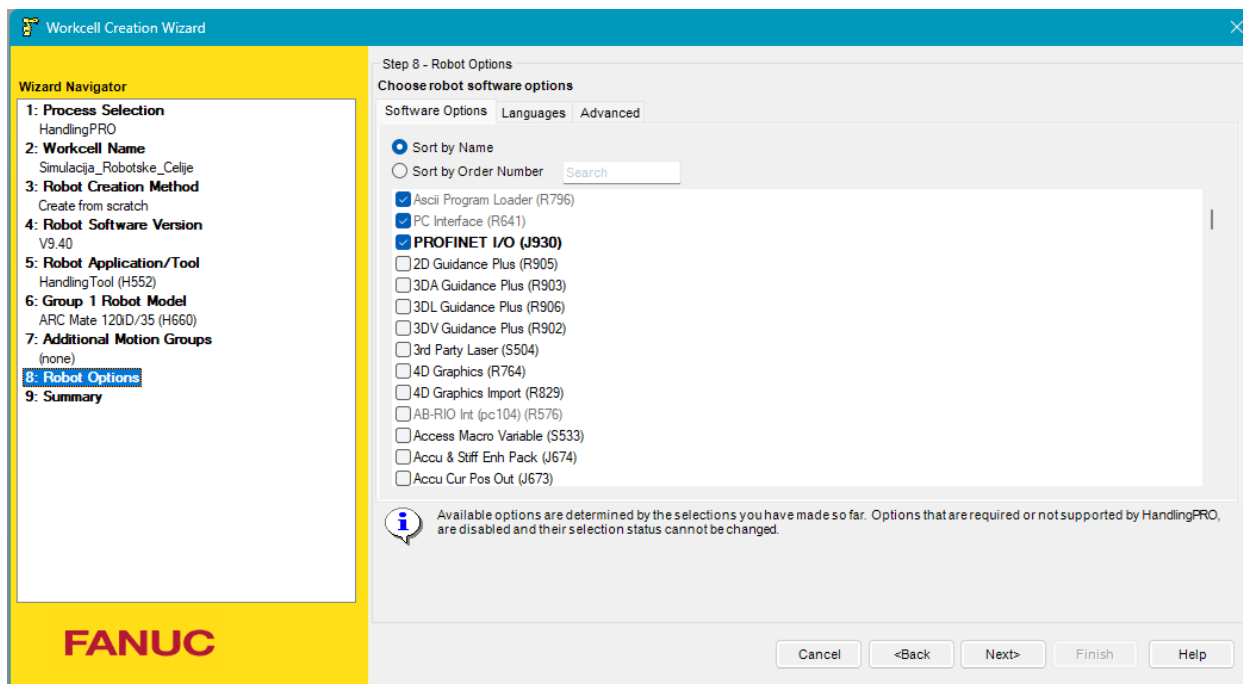 Workcell Creation Wizard
Wizard Navigator
1: Process Selection
HandlingPRO
2: Workcell Name
Simulacija_Robotske_Celije
3: Robot Creation Method
Create from scratch
4: Robot Software Version
V9.40
5: Robot Application/Tool
HandlingTool (H552)
6: Group 1 Robot Model
ARC Mate 120iD/35 (H660)
7: Additional Motion Groups
(none)
8: Robot Options
9: Summary
FANUC
Step 8 - Robot Options
Choose robot software options
Software Options Languages Advanced
Sort by Name
Sort by Order Number Search
Ascii Program Loader (R796)
PC Interface (R641)
PROFINET I/O (J930)
2D Guidance Plus (R905)
3DA Guidance Plus (R903)
3DL Guidance Plus (R906)
3DV Guidance Plus (R902)
3rd Party Laser (S504)
4D Graphics (R764)
4D Graphics Import (R829)
AB-RIO Int (pc104) (R576)
Access Macro Variable (S533)
Accu & Stiff Enh Pack (J674)
Accu Cur Pos Out (J673)
Available options are determined by the selections you have made so far. Options that are required or not supported by HandlingPRO,
are disabled and their selection status cannot be changed.
Cancel <Back Next> Finish Help